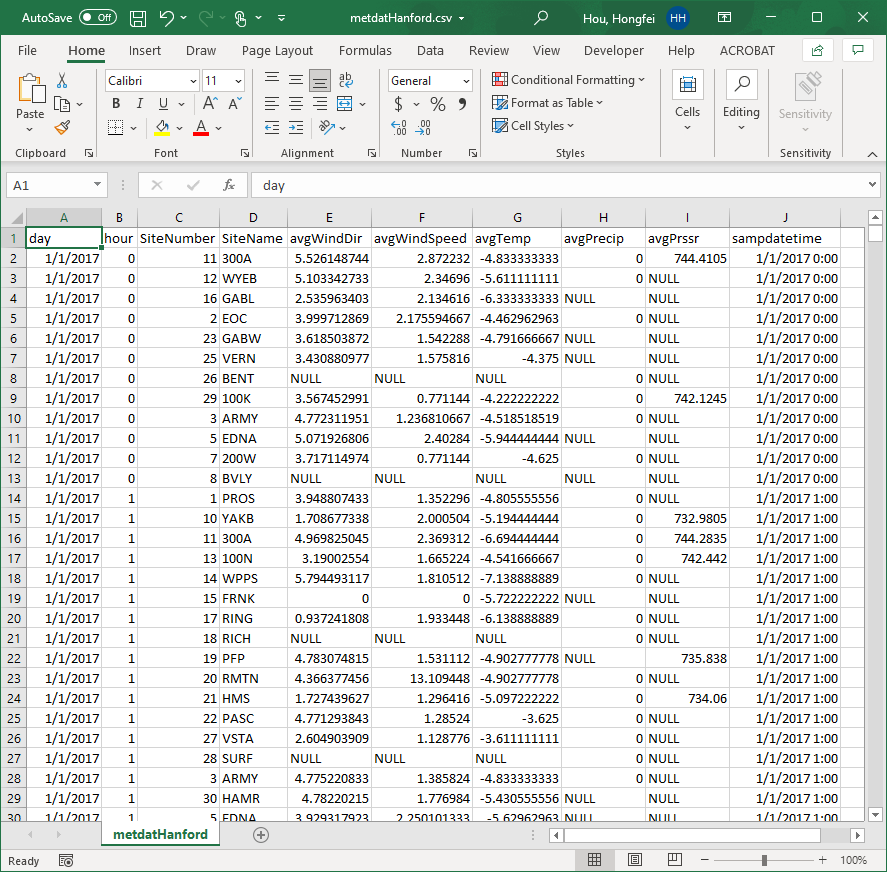 AutoSave Off metdatHanford.csv Hou, Hongfei HH
File Home Insert Draw Page Layout Formulas Data Review View Developer Help ACROBAT
Paste Calibri 11 General Conditional Formatting Cells Editing Sensitivity
B I U A A $ % Format as Table
A Cell Styles
Clipboard Font Alignment Number Styles Sensitivity
A1 fx day
A B C D E F G H I J
1 day hour SiteNumber SiteName avgWindDir avgWindSpeed avgTemp avgPrecip avgPrssr sampdatetime
2 1/1/2017 0 11 300A 5.526148744 2.872232 -4.833333333 0 744.4105 1/1/2017 0:00
3 1/1/2017 0 12 WYEB 5.103342733 2.34696 -5.611111111 0 NULL 1/1/2017 0:00
4 1/1/2017 0 16 GABL 2.535963403 2.134616 -6.333333333 NULL NULL 1/1/2017 0:00
5 1/1/2017 0 2 EOC 3.999712869 2.175594667 -4.462962963 0 NULL 1/1/2017 0:00
6 1/1/2017 0 23 GABW 3.618503872 1.542288 -4.791666667 NULL NULL 1/1/2017 0:00
7 1/1/2017 0 25 VERN 3.430880977 1.575816 -4.375 NULL NULL 1/1/2017 0:00
8 1/1/2017 0 26 BENT NULL NULL NULL 0 NULL 1/1/2017 0:00
9 1/1/2017 0 29 100K 3.567452991 0.771144 -4.222222222 0 742.1245 1/1/2017 0:00
10 1/1/2017 0 3 ARMY 4.772311951 1.236810667 -4.518518519 0 NULL 1/1/2017 0:00
11 1/1/2017 0 5 EDNA 5.071926806 2.40284 -5.944444444 NULL NULL 1/1/2017 0:00
12 1/1/2017 0 7 200W 3.717114974 0.771144 -4.625 0 NULL 1/1/2017 0:00
13 1/1/2017 0 8 BVLY NULL NULL NULL NULL NULL 1/1/2017 0:00
14 1/1/2017 1 1 PROS 3.948807433 1.352296 -4.805555556 0 NULL 1/1/2017 1:00
15 1/1/2017 1 10 YAKB 1.708677338 2.000504 -5.194444444 0 732.9805 1/1/2017 1:00
16 1/1/2017 1 11 300A 4.969825045 2.369312 -6.694444444 0 744.2835 1/1/2017 1:00
17 1/1/2017 1 13 100N 3.19002554 1.665224 -4.541666667 0 742.442 1/1/2017 1:00
18 1/1/2017 1 14 WPPS 5.794493117 1.810512 -7.138888889 0 NULL 1/1/2017 1:00
19 1/1/2017 1 15 FRNK 0 0 -5.722222222 NULL NULL 1/1/2017 1:00
20 1/1/2017 1 17 RING 0.937241808 1.933448 -6.138888889 0 NULL 1/1/2017 1:00
21 1/1/2017 1 18 RICH NULL NULL NULL 0 NULL 1/1/2017 1:00
22 1/1/2017 1 19 PFP 4.783074815 1.531112 -4.902777778 NULL 735.838 1/1/2017 1:00
23 1/1/2017 1 20 RMTN 4.366377456 13.109448 -4.902777778 0 NULL 1/1/2017 1:00
24 1/1/2017 1 21 HMS 1.727439627 1.296416 -5.097222222 0 734.06 1/1/2017 1:00
25 1/1/2017 1 22 PASC 4.771293843 1.28524 -3.625 0 NULL 1/1/2017 1:00
26 1/1/2017 1 27 VSTA 2.604903909 1.128776 -3.611111111 0 NULL 1/1/2017 1:00
27 1/1/2017 1 28 SURF NULL NULL NULL 0 NULL 1/1/2017 1:00
28 1/1/2017 1 3 ARMY 4.775220833 1.385824 -4.833333333 0 NULL 1/1/2017 1:00
29 1/1/2017 1 30 HAMR 4.78220215 1.776984 -5.430555556 NULL NULL 1/1/2017 1:00
30 1/1/2017 1 5 EDNA 3.929317923 2.250101333 -5.62962963 NULL NULL 1/1/2017 1:00
metdatHanford
Ready 100%